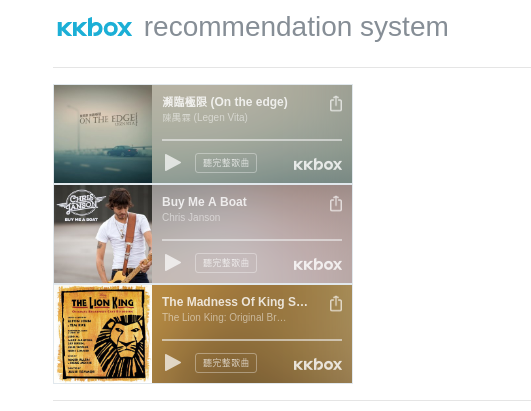 KKBOX recommendation system
ON THE EDGE
瀕臨極限 (On the edge)
陳風霖 (Legen Vita)
聽完整歌曲
KKBOX
CHRIS JANSON
BUY ME A BOAT
Buy Me A Boat
Chris Janson
聽完整歌曲
KKBOX
THE LION KING
The Madness Of King S…
The Lion King: Original Br…
聽完整歌曲
KKBOX